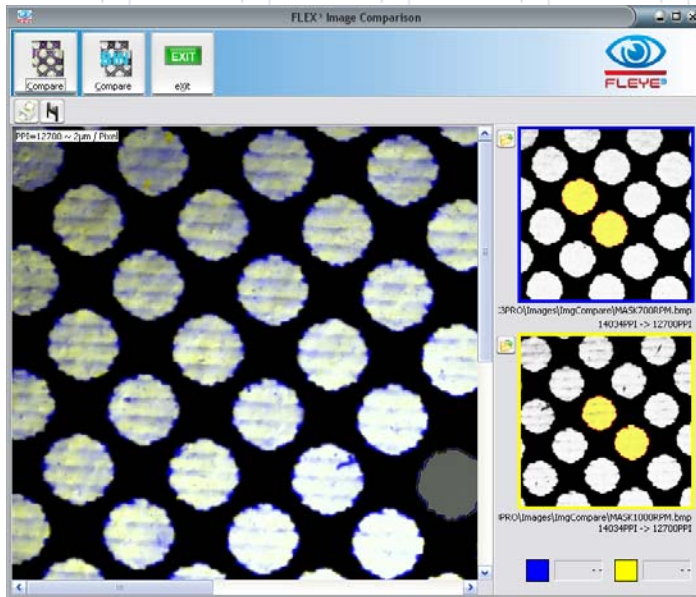 FLEX³ Image Comparison
Compare
Compare
EXIT
eXit
FLEYE³
PPI=12700 ~ 2µm / Pixel
:3PRO\Images\ImgCompare\MASK700RPM.bmp
14034PPI -> 12700PPI
PRO\Images\ImgCompare\MASK1000RPM.bmp
14034PPI -> 12700PPI
--
--